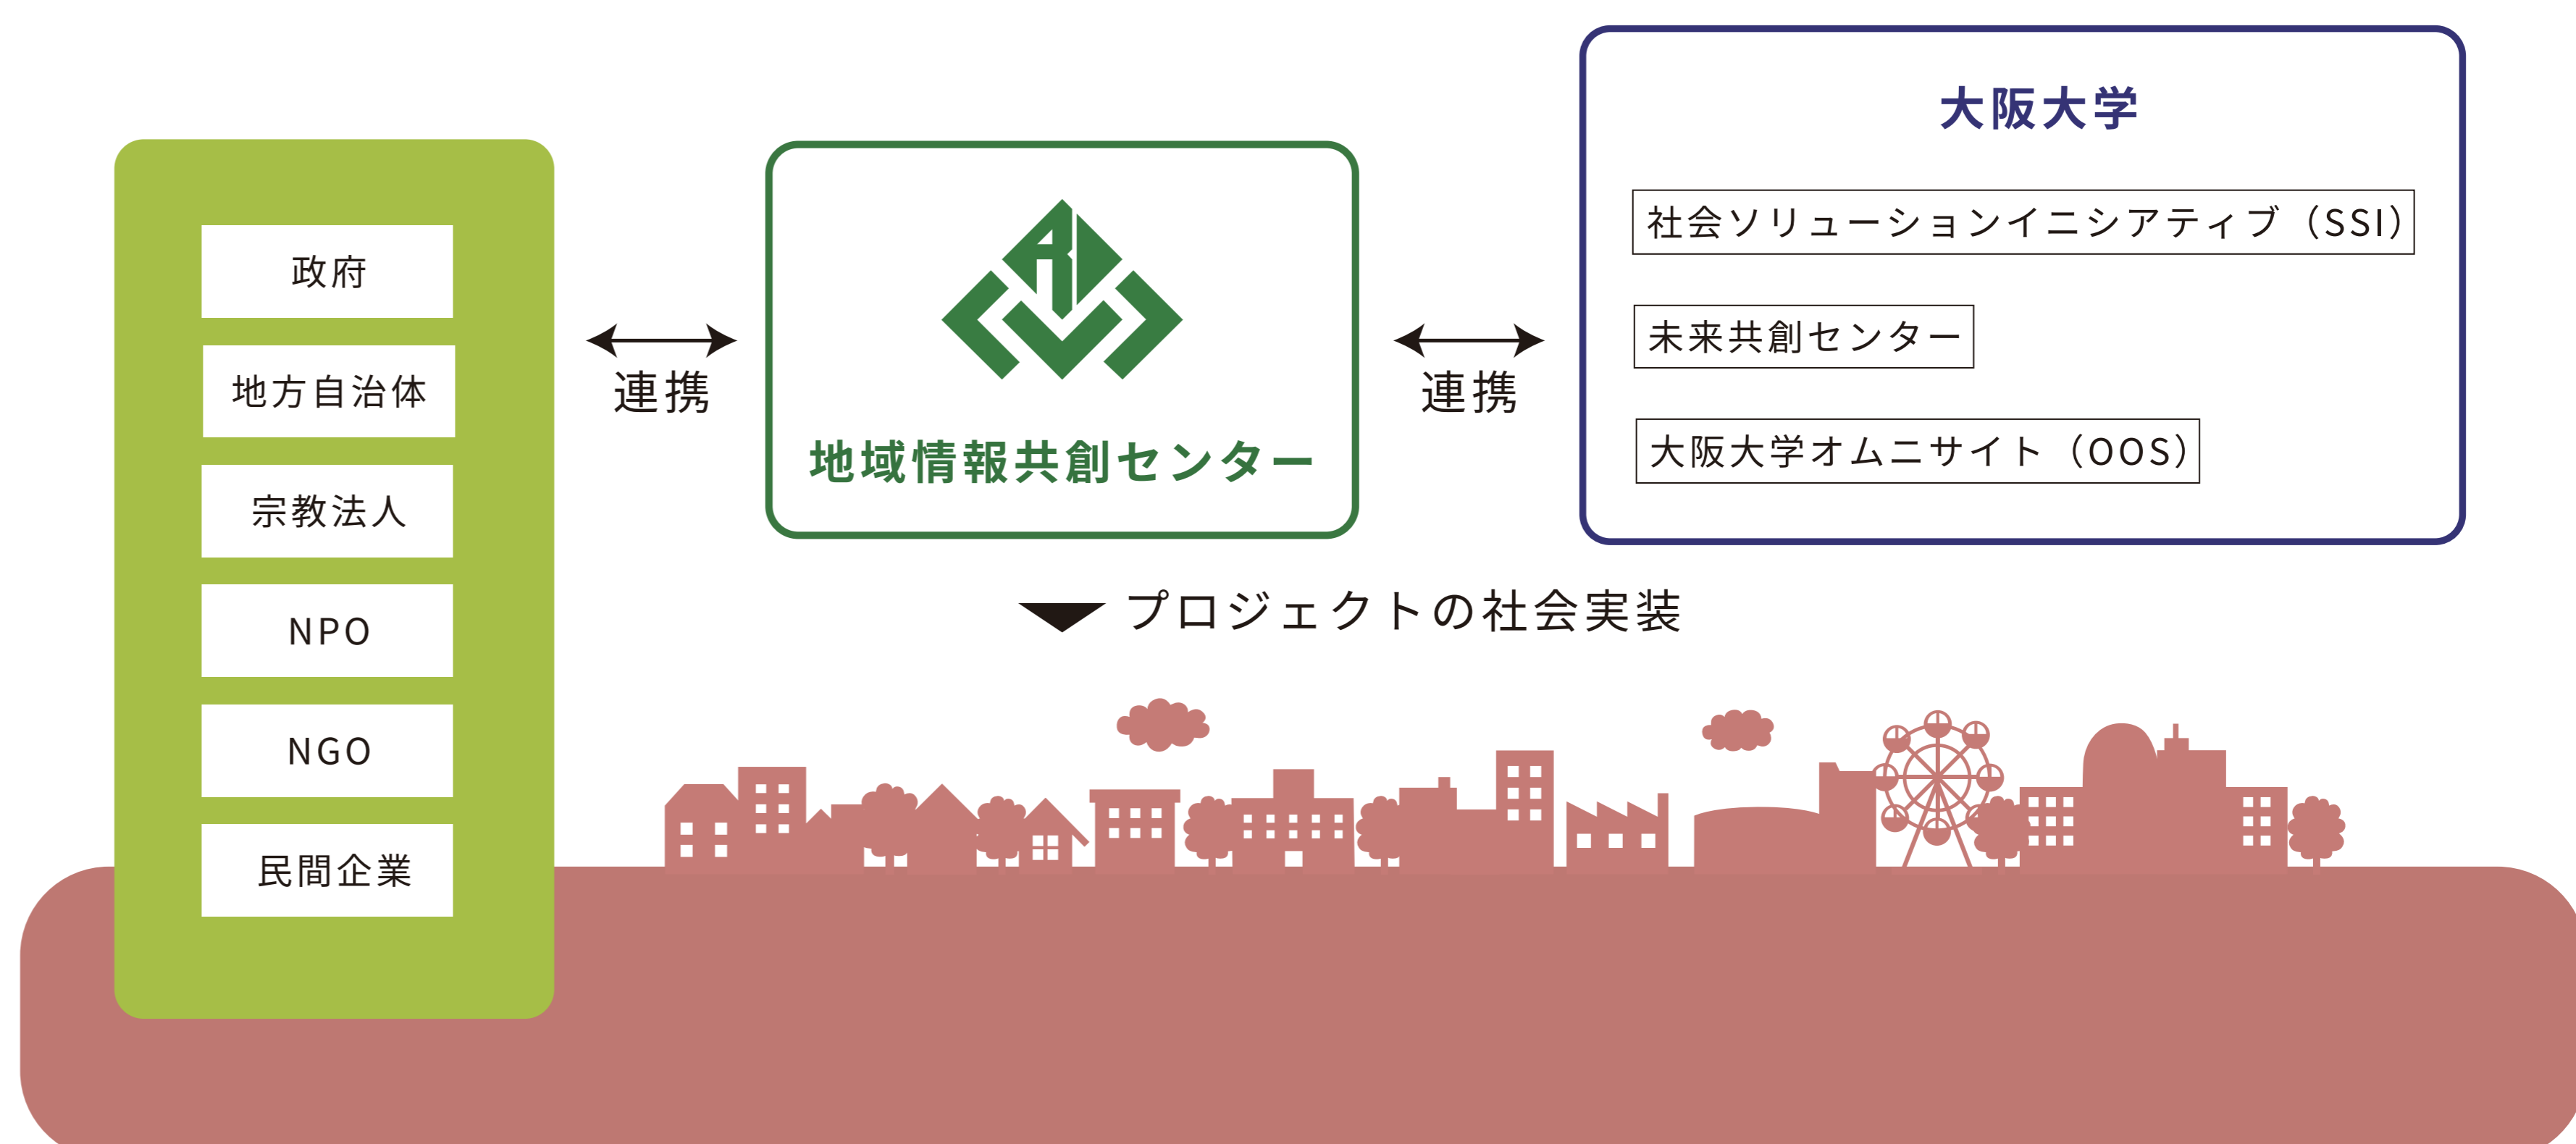 政府
地方自治体
宗教法人
NPO
NGO
民間企業
連携
地域情報共創センター
連携
大阪大学
社会ソリューションイニシアティブ（SSI）
未来共創センター
大阪大学オムニサイト（OOS）
プロジェクトの社会実装